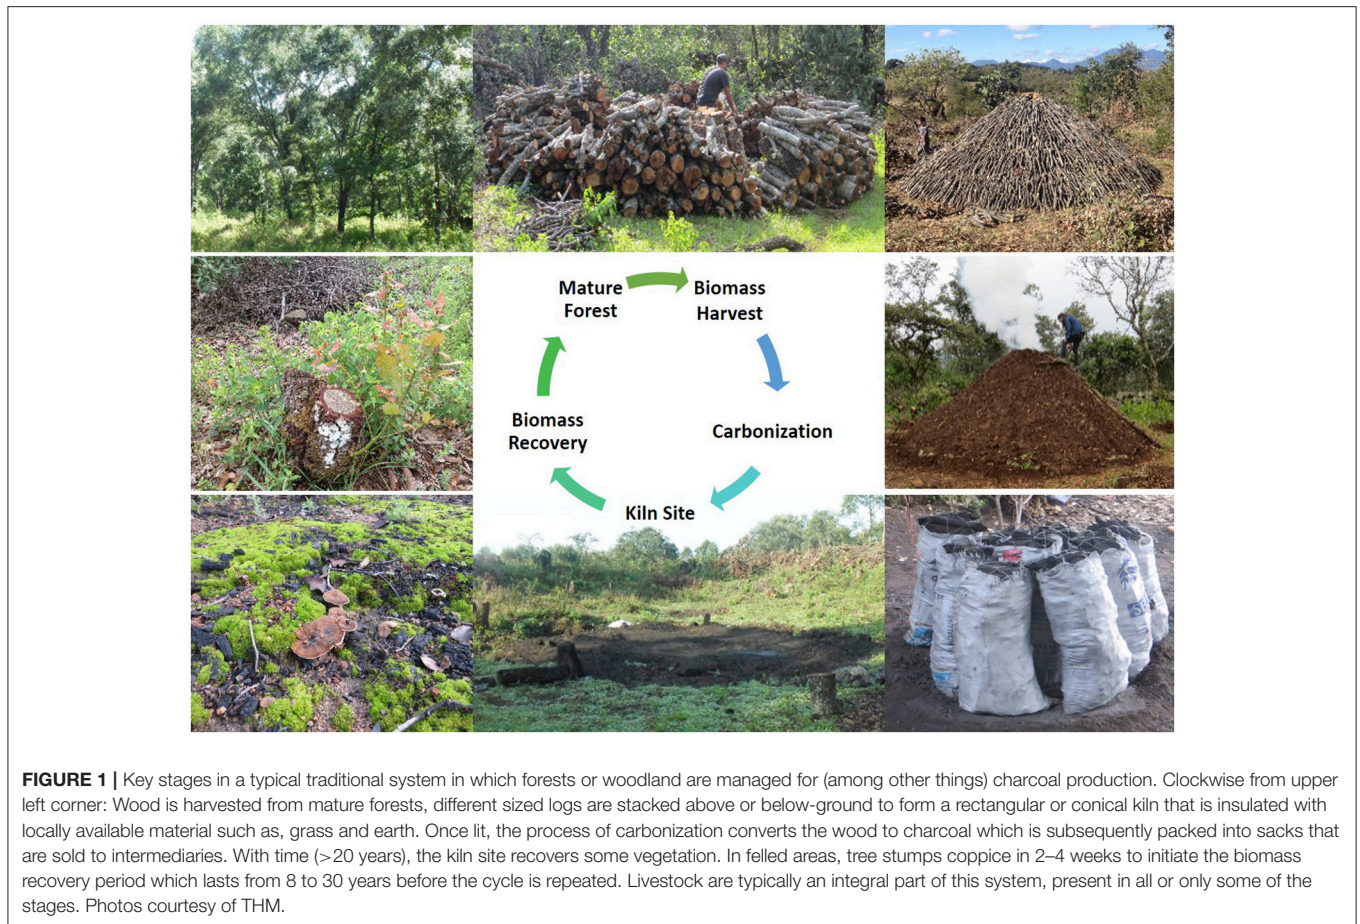 Mature
Forest
Biomass
Harvest
Carbonization
Kiln Site
Biomass
Recovery
FIGURE 1 | Key stages in a typical traditional system in which forests or woodland are managed for (among other things) charcoal production. Clockwise from upper
left corner: Wood is harvested from mature forests, different sized logs are stacked above or below-ground to form a rectangular or conical kiln that is insulated with
locally available material such as, grass and earth. Once lit, the process of carbonization converts the wood to charcoal which is subsequently packed into sacks that
are sold to intermediaries. With time (>20 years), the kiln site recovers some vegetation. In felled areas, tree stumps coppice in 2–4 weeks to initiate the biomass
recovery period which lasts from 8 to 30 years before the cycle is repeated. Livestock are typically an integral part of this system, present in all or only some of the
stages. Photos courtesy of THM.